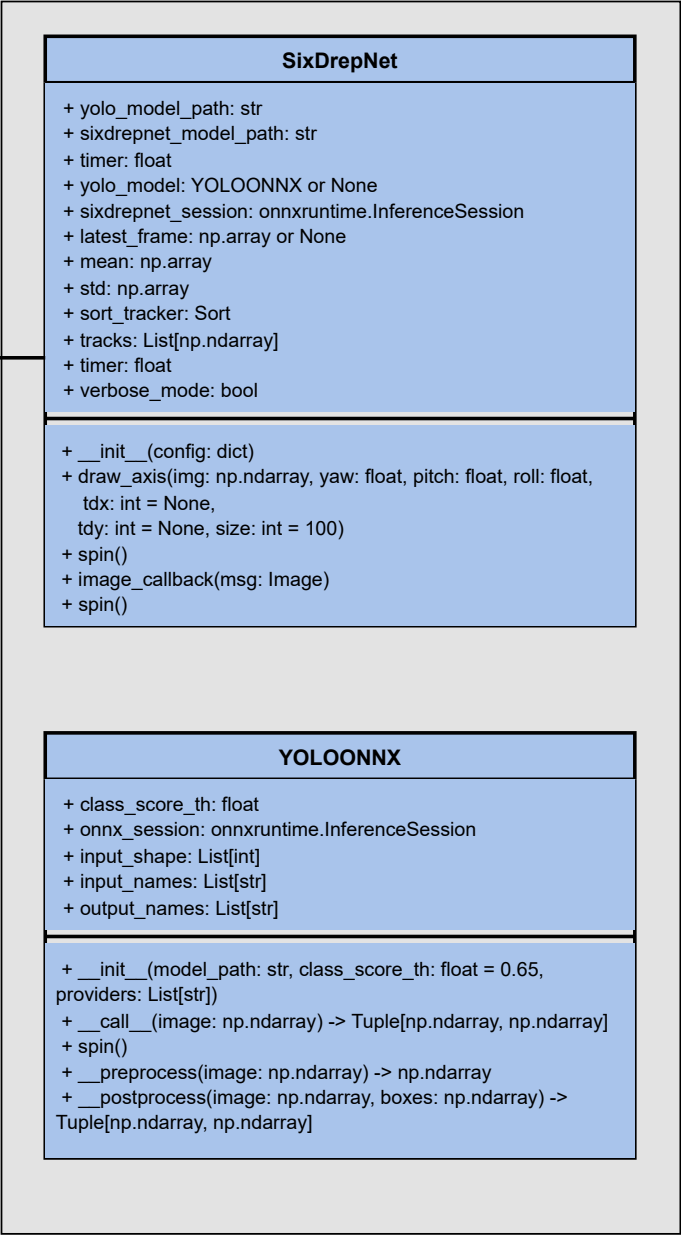 SixDrepNet
+ yolo_model_path: str
+ sixdrepnet_model_path: str
+ timer: float
+ yolo_model: YOLOONNX or None
+ sixdrepnet_session: onnxruntime.InferenceSession
+ latest_frame: np.array or None
+ mean: np.array
+ std: np.array
+ sort_tracker: Sort
+ tracks: List[np.ndarray]
+ timer: float
+ verbose_mode: bool
+ __init__(config: dict)
+ draw_axis(img: np.ndarray, yaw: float, pitch: float, roll: float,
tdx: int = None,
tdy: int = None, size: int = 100)
+ spin()
+ image_callback(msg: Image)
+ spin()
YOLOONNX
+ class_score_th: float
+ onnx_session: onnxruntime.InferenceSession
+ input_shape: List[int]
+ input_names: List[str]
+ output_names: List[str]
+ __init__(model_path: str, class_score_th: float = 0.65,
providers: List[str])
+ __call__(image: np.ndarray) -> Tuple[np.ndarray, np.ndarray]
+ spin()
+ __preprocess(image: np.ndarray) -> np.ndarray
+ __postprocess(image: np.ndarray, boxes: np.ndarray) ->
Tuple[np.ndarray, np.ndarray]